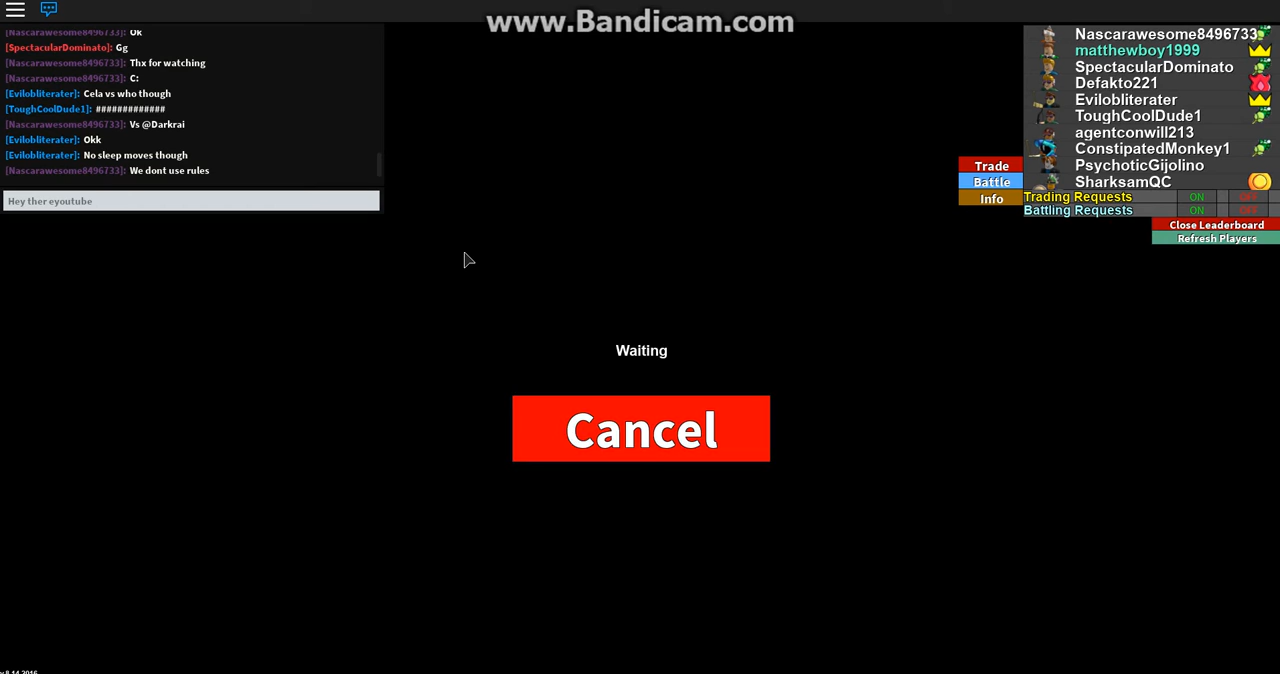 www.Bandicam.com
[Nascarawesome8496733]: Ok
[SpectacularDominato]: Gg
[Nascarawesome8496733]: Thx for watching
[Nascarawesome8496733]: C:
[Evilobliterater]: Cela vs who though
[ToughCoolDude1]: #############
[Nascarawesome8496733]: Vs @Darkrai
[Evilobliterater]: Okk
[Evilobliterater]: No sleep moves though
[Nascarawesome8496733]: We dont use rules
Hey ther eyoutube
Nascarawesome8496733
matthewboy1999
SpectacularDominato
Defakto221
Evilobliterater
ToughCoolDude1
agentconwill213
ConstipatedMonkey1
PsychoticGijolino
SharksamQC
Trade
Battle
Info
Trading Requests ON OFF
Battling Requests ON OFF
Close Leaderboard
Refresh Players
Waiting
Cancel